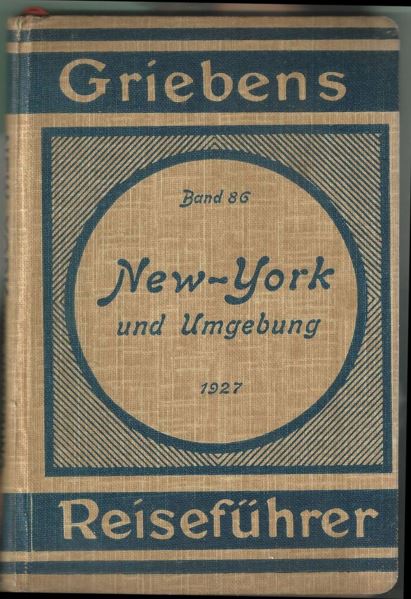 Griebens
Band 86
New-York
und Umgebung
1927
Reiseführer